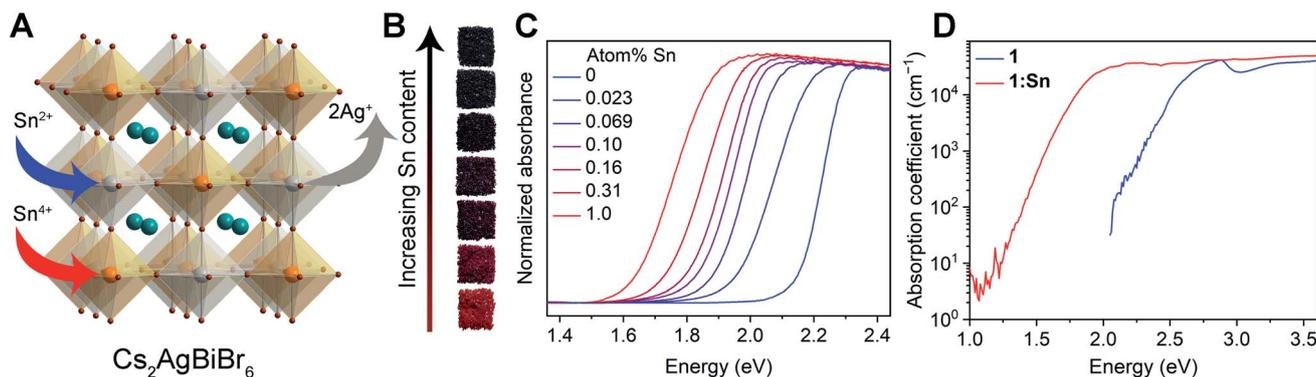 A
Sn²⁺
2Ag⁺
Sn⁴⁺
Cs₂AgBiBr₆
B
Increasing Sn content
C
Normalized absorbance
Atom% Sn
0
0.023
0.069
0.10
0.16
0.31
1.0
1.4 1.6 1.8 2.0 2.2 2.4
Energy (eV)
D
Absorption coefficient (cm⁻¹)
1
1:Sn
10⁴
10³
10²
10¹
10⁰
1.0 1.5 2.0 2.5 3.0 3.5
Energy (eV)